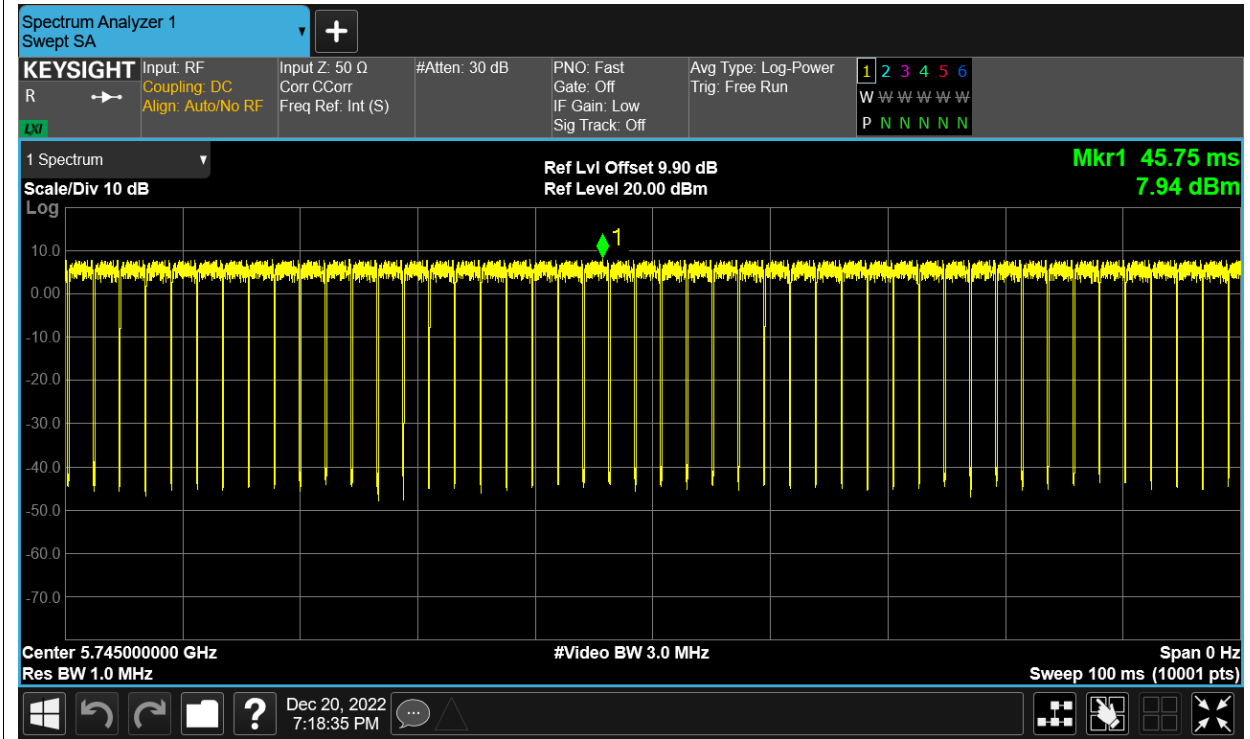 Spectrum Analyzer 1
Swept SA
KEYSIGHT
R
LXI
Input: RF
Coupling: DC
Align: Auto/No RF
Input Z: 50 Ω
Corr CCorr
Freq Ref: Int (S)
#Atten: 30 dB
PNO: Fast
Gate: Off
IF Gain: Low
Sig Track: Off
Avg Type: Log-Power
Trig: Free Run
1 2 3 4 5 6
W W W W W W
P N N N N N
1 Spectrum
Scale/Div 10 dB
Log
Ref Lvl Offset 9.90 dB
Ref Level 20.00 dBm
Mkr1 45.75 ms
7.94 dBm
1
10.0
0.00
-10.0
-20.0
-30.0
-40.0
-50.0
-60.0
-70.0
Center 5.745000000 GHz
Res BW 1.0 MHz
#Video BW 3.0 MHz
Span 0 Hz
Sweep 100 ms (10001 pts)
?
Dec 20, 2022
7:18:35 PM